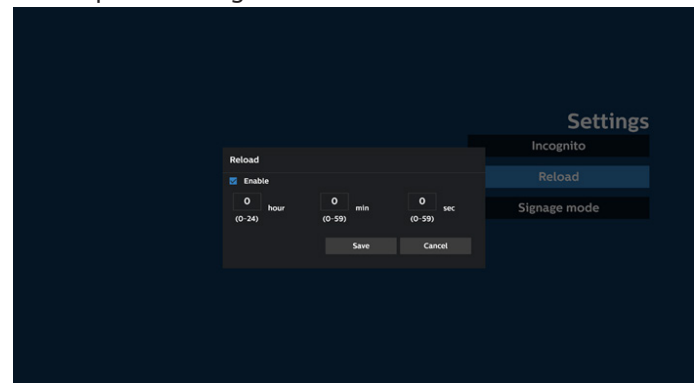 Settings
Incognito
Reload
Signage mode
Reload
Enable
0 hour 0 min 0 sec
(0-24) (0-59) (0-59)
Save Cancel